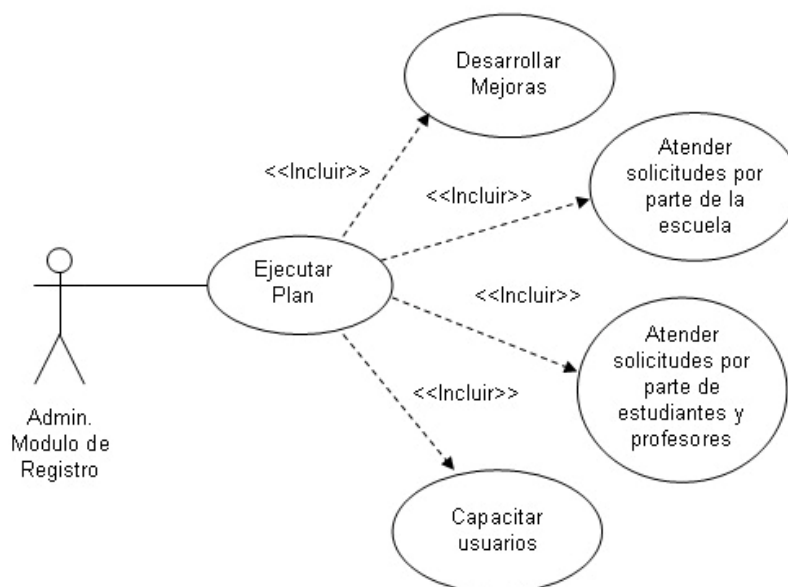 Desarrollar
Mejoras
<<Incluir>>
Atender
solicitudes por
parte de la
escuela
<<Incluir>>
Ejecutar
Plan
<<Incluir>>
Atender
solicitudes por
parte de
estudiantes y
profesores
<<Incluir>>
Admin.
Modulo de
Registro
Capacitar
usuarios